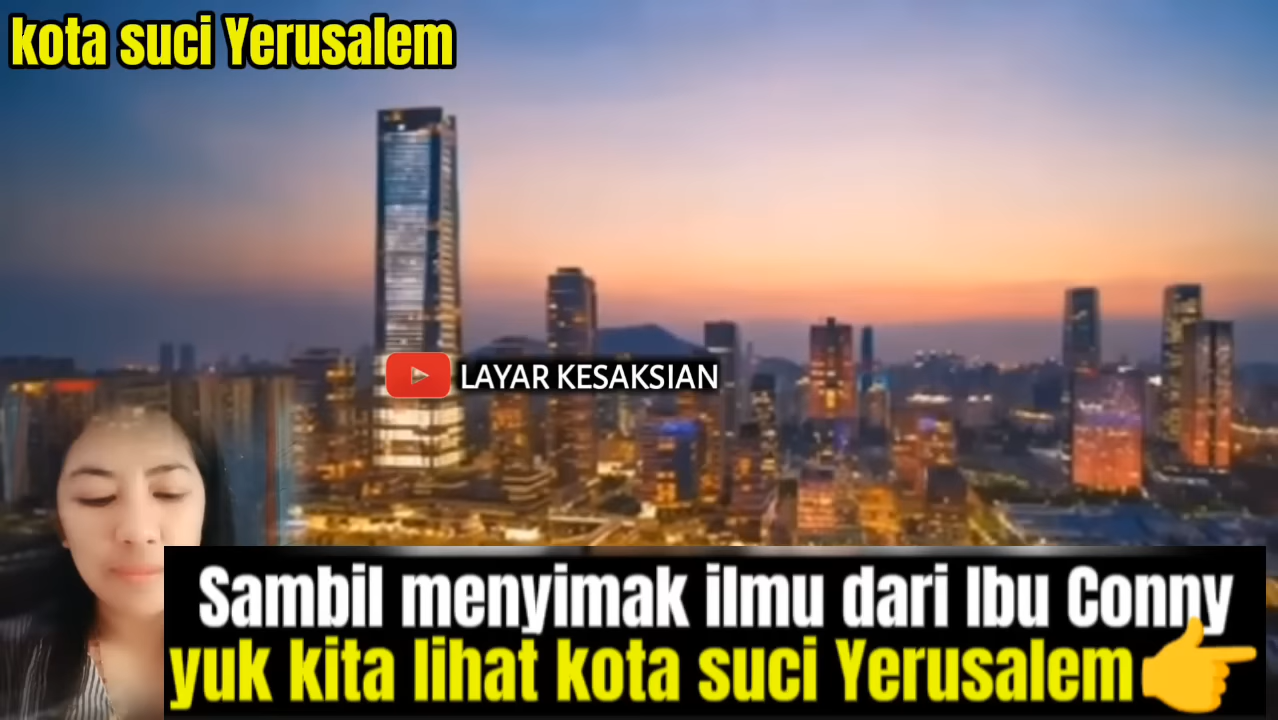 kota suci Yerusalem
LAYAR KESAKSIAN
Sambil menyimak ilmu dari Ibu Conny
yuk kita lihat kota suci Yerusalem